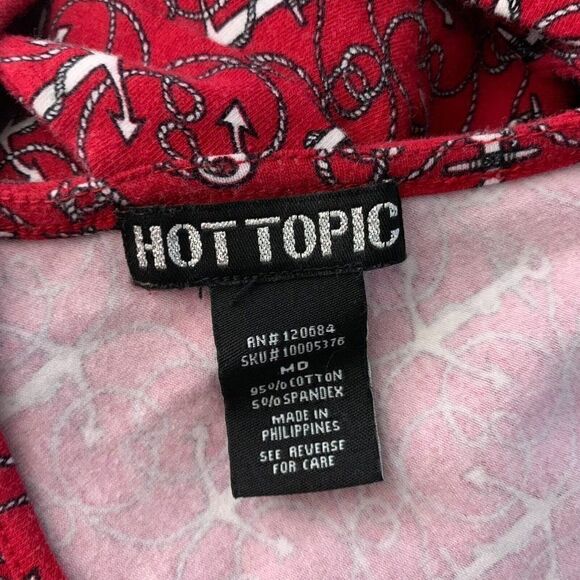 HOT TOPIC
RN# 120684
SKU# 10005376
MD
95% COTTON
5% SPANDEX
MADE IN
PHILIPPINES
SEE REVERSE
FOR CARE